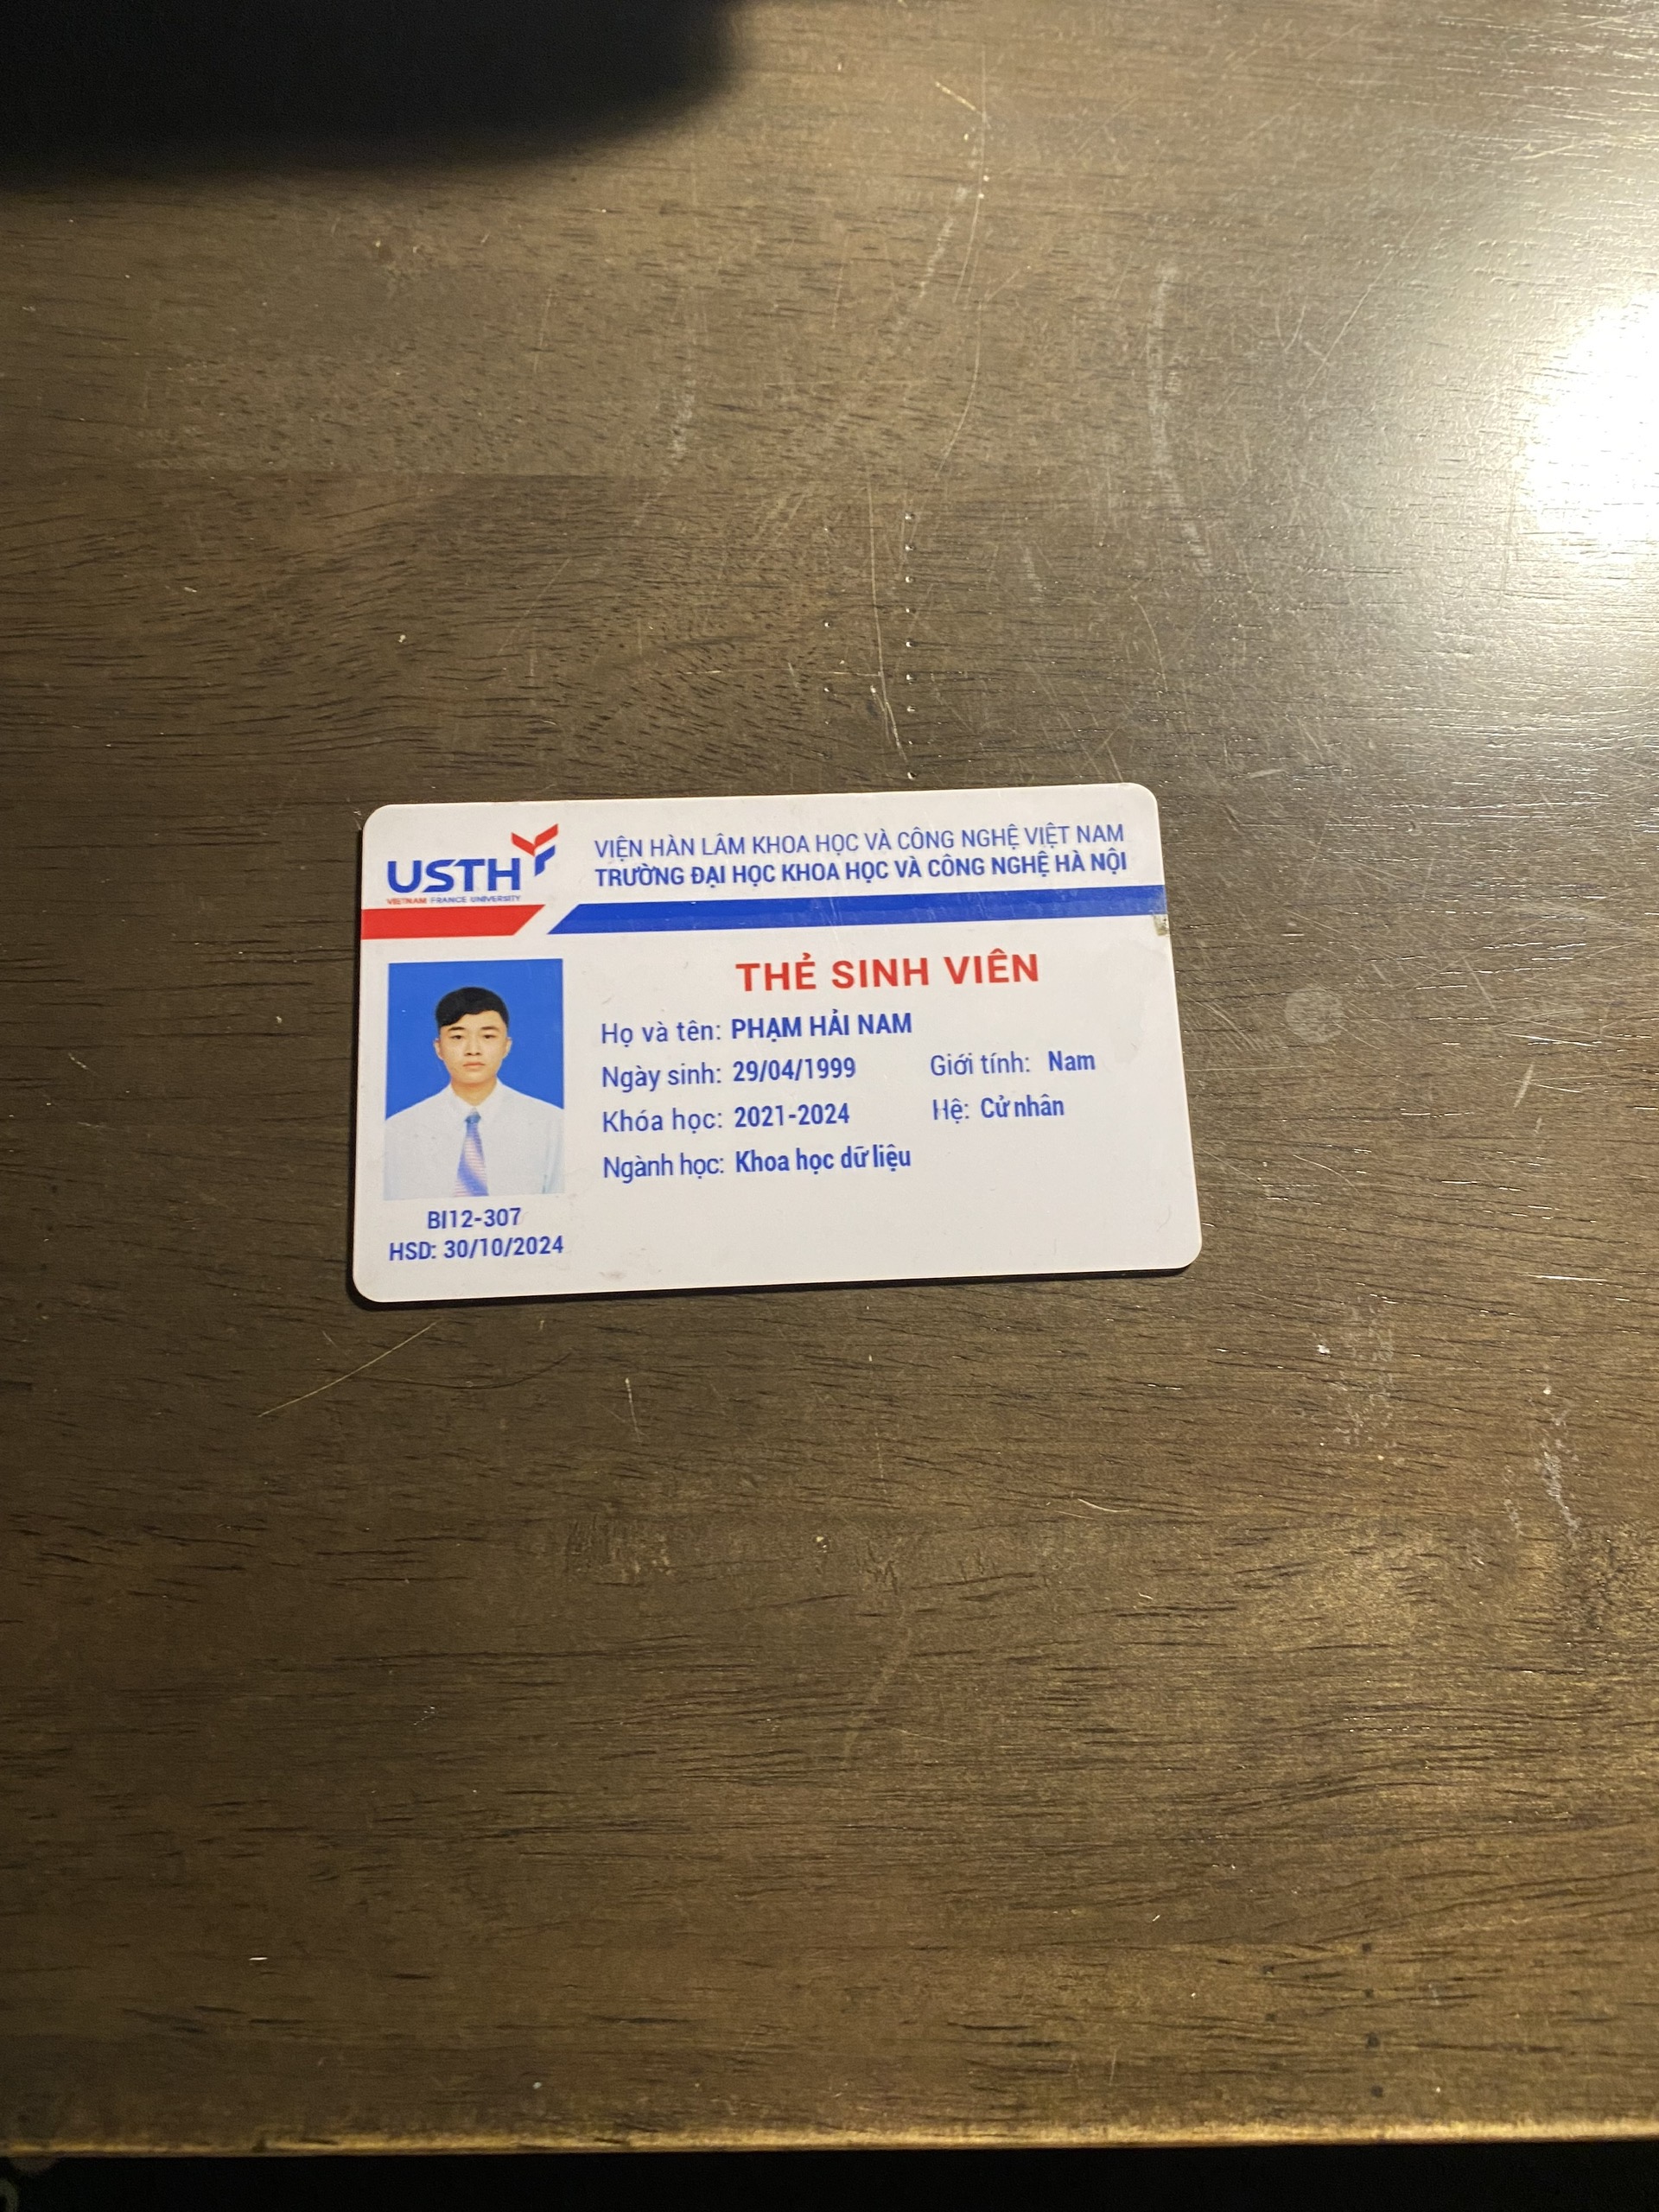 USTH
VIETNAM FRANCE UNIVERSITY
VIỆN HÀN LÂM KHOA HỌC VÀ CÔNG NGHỆ VIỆT NAM
TRƯỜNG ĐẠI HỌC KHOA HỌC VÀ CÔNG NGHỆ HÀ NỘI
THẺ SINH VIÊN
Họ và tên: PHẠM HẢI NAM
Ngày sinh: 29/04/1999 Giới tính: Nam
Khóa học: 2021-2024 Hệ: Cử nhân
Ngành học: Khoa học dữ liệu
BI12-307
HSD: 30/10/2024